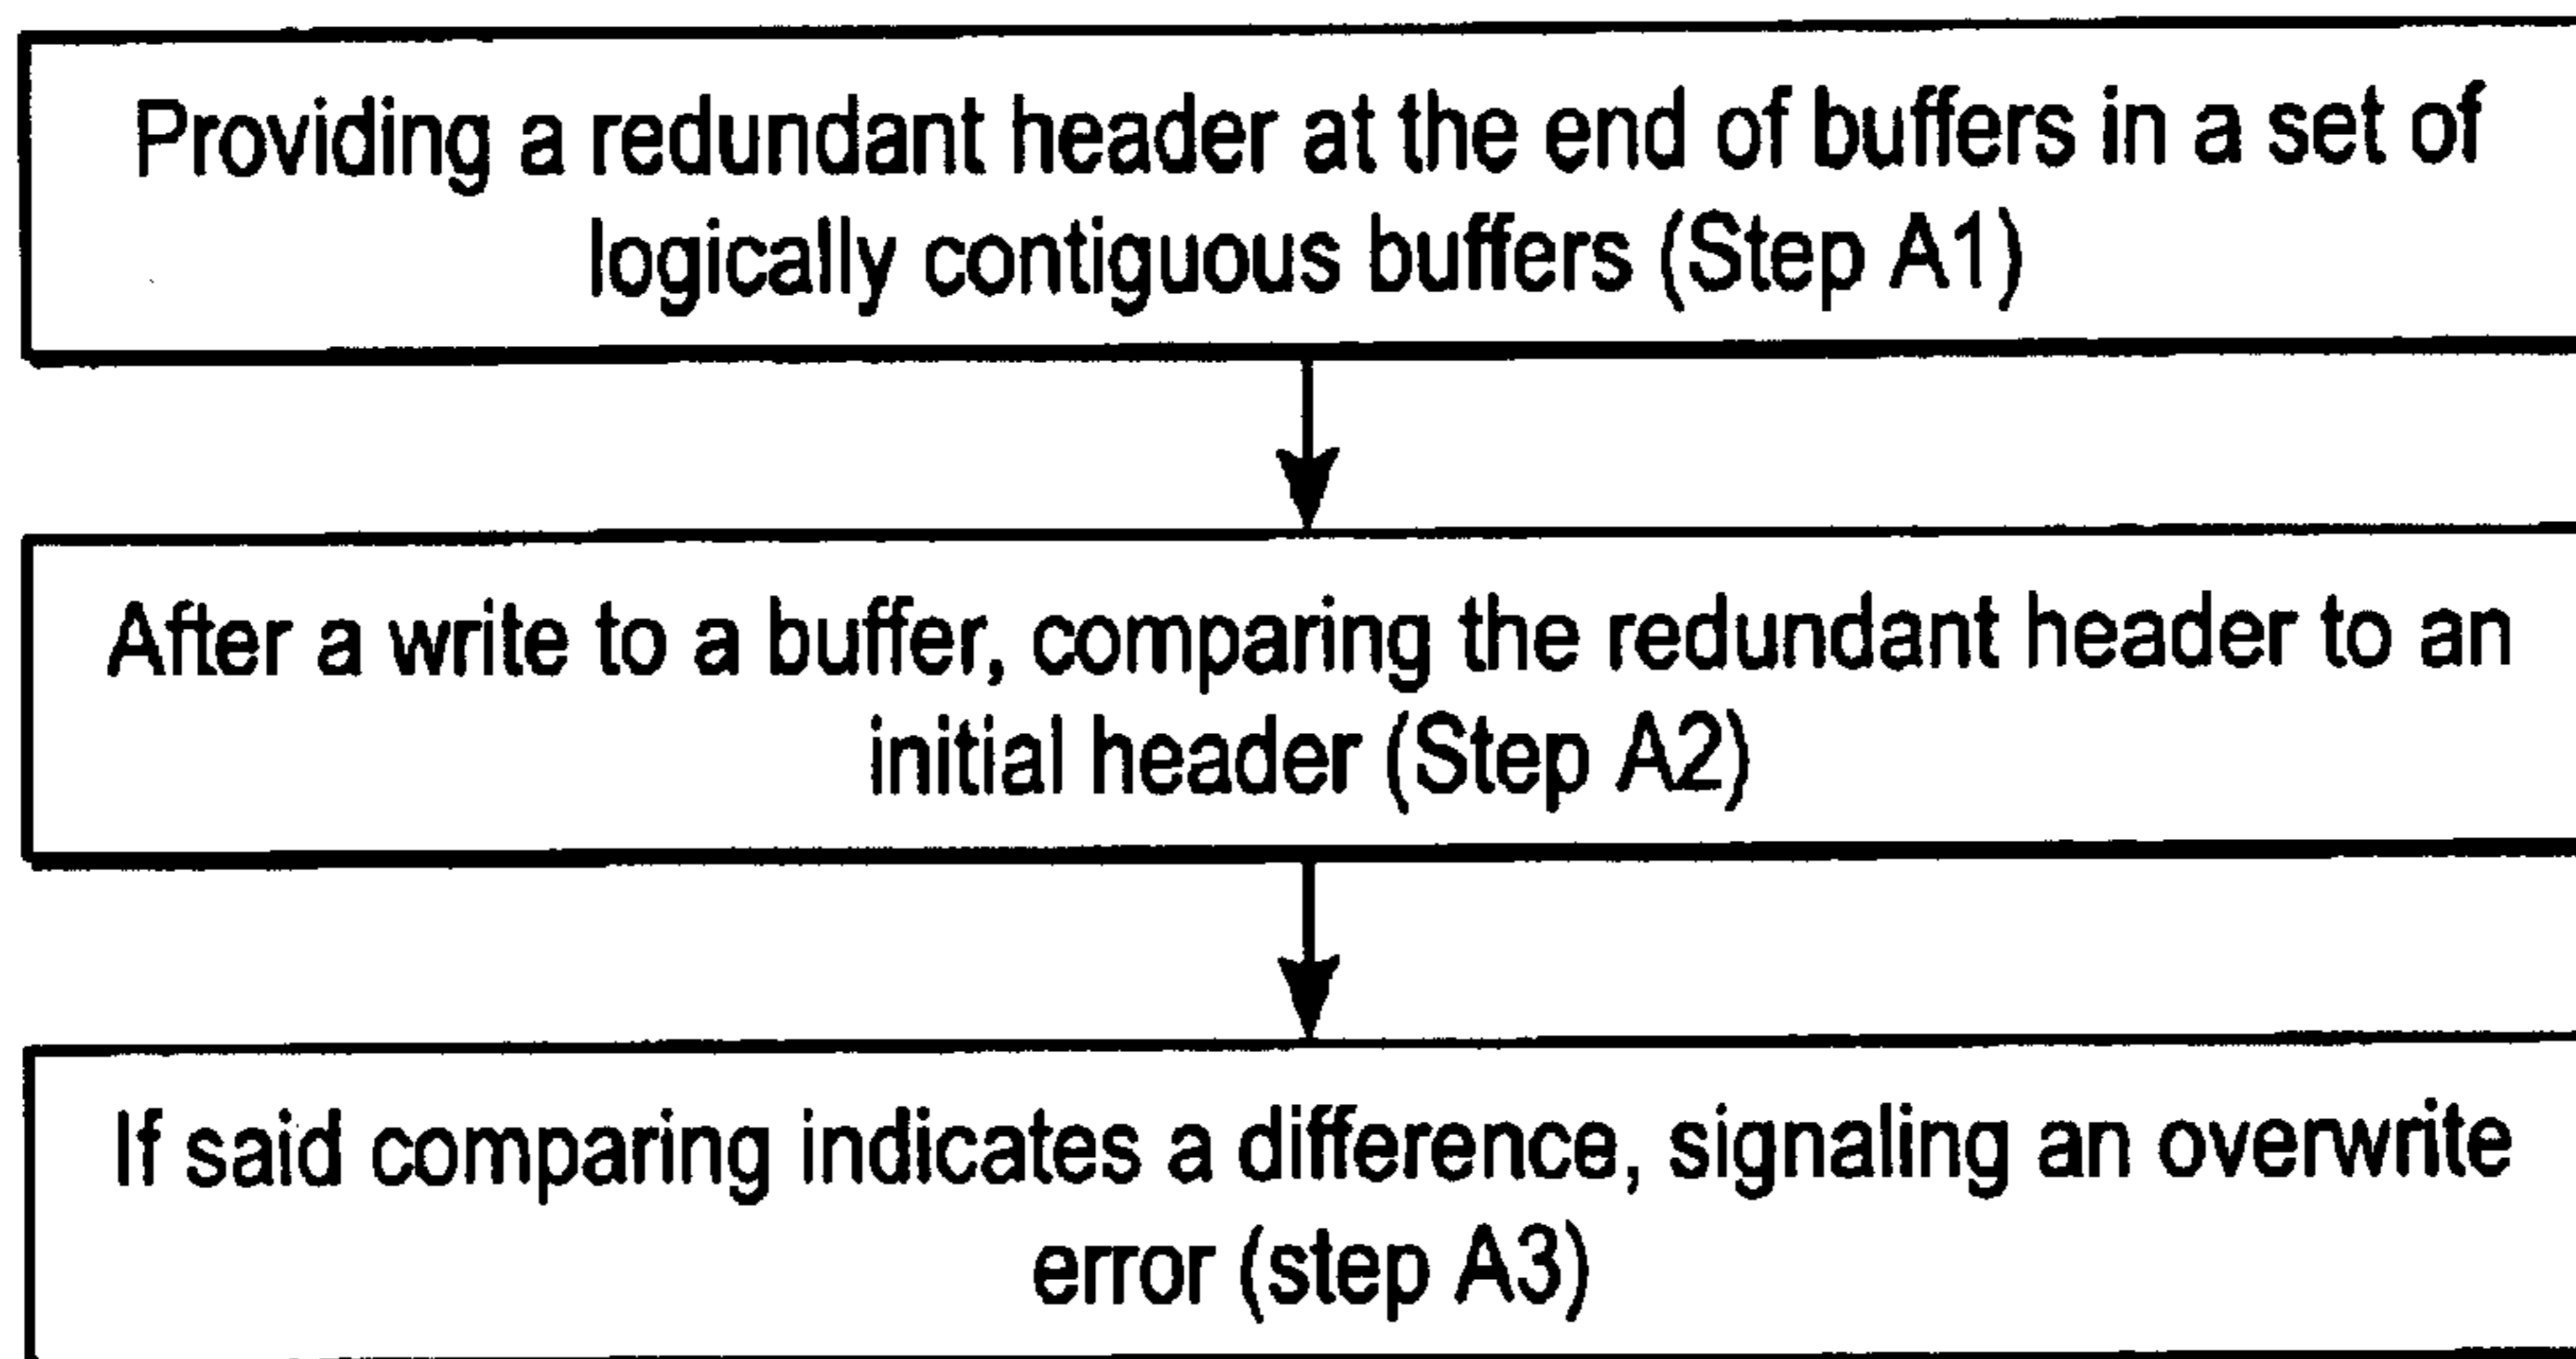 Providing a redundant header at the end of buffers in a set of
logically contiguous buffers (Step A1)
After a write to a buffer, comparing the redundant header to an
initial header (Step A2)
If said comparing indicates a difference, signaling an overwrite
error (step A3)